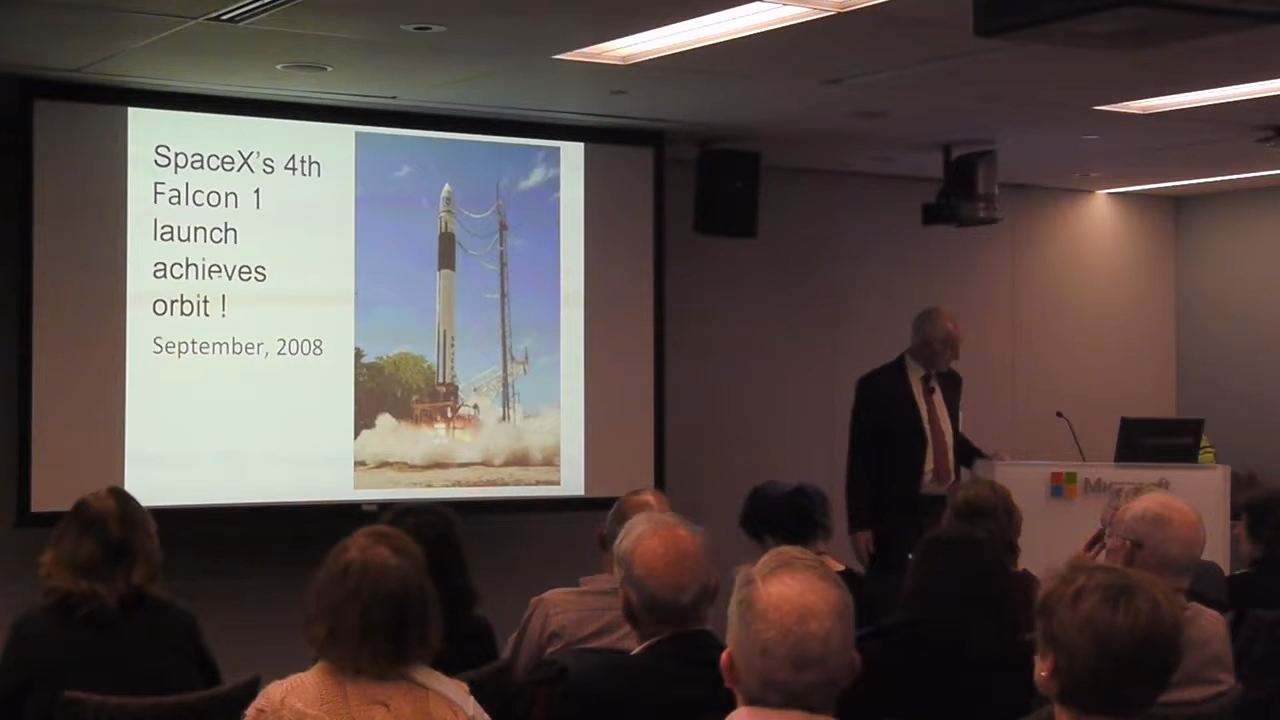 SpaceX's 4th
Falcon 1
launch
achieves
orbit !
September, 2008
Microsoft